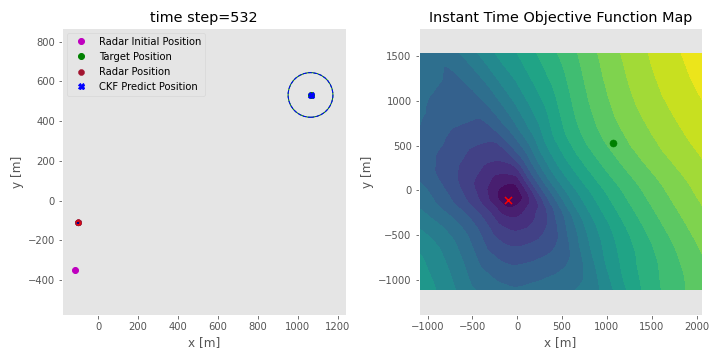 time step=532
Radar Initial Position
Target Position
Radar Position
CKF Predict Position
800
600
400
200
0
−200
−400
y [m]
0
200
400
600
800
1000
1200
x [m]
Instant Time Objective Function Map
1500
1000
500
0
−500
−1000
y [m]
−1000
−500
0
500
1000
1500
2000
x [m]